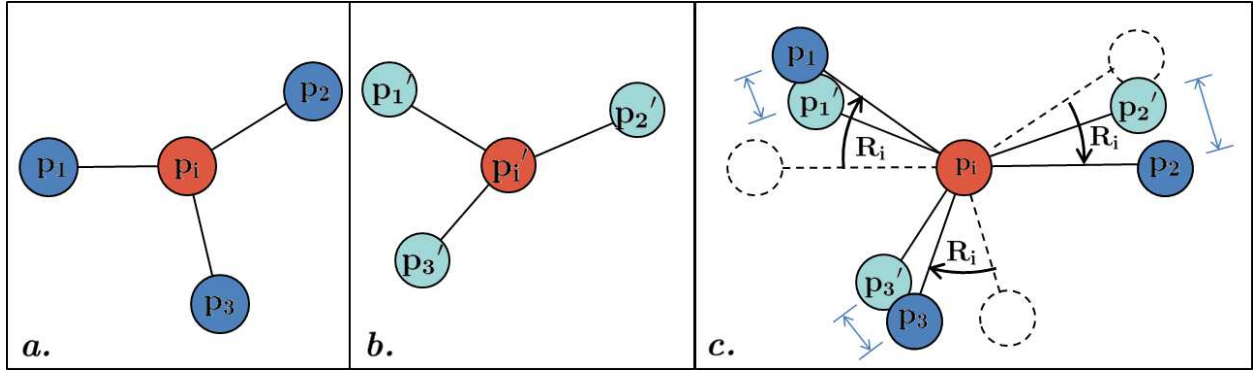 p₂
p₁
pᵢ
p₃
a.
p₁′
p₂′
pᵢ′
p₃′
b.
p₁
p₁′
p₂′
Rᵢ
Rᵢ
pᵢ
p₂
Rᵢ
p₃′
p₃
c.